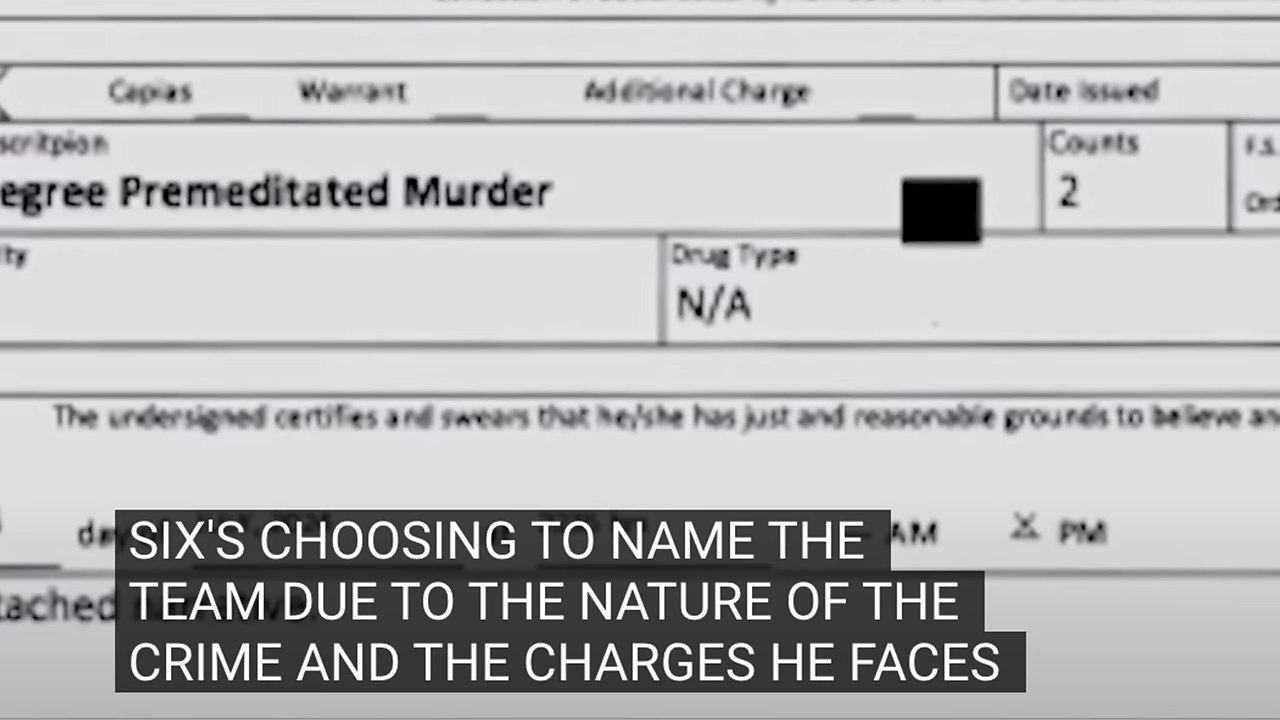 Capias Warrant Additional Charge Date Issued
scritpion Counts F.S.
egree Premeditated Murder 2
lty Drug Type
N/A
The undersigned certifies and swears that he/she has just and reasonable grounds to believe an
AM X PM
tached
SIX'S CHOOSING TO NAME THE
TEAM DUE TO THE NATURE OF THE
CRIME AND THE CHARGES HE FACES